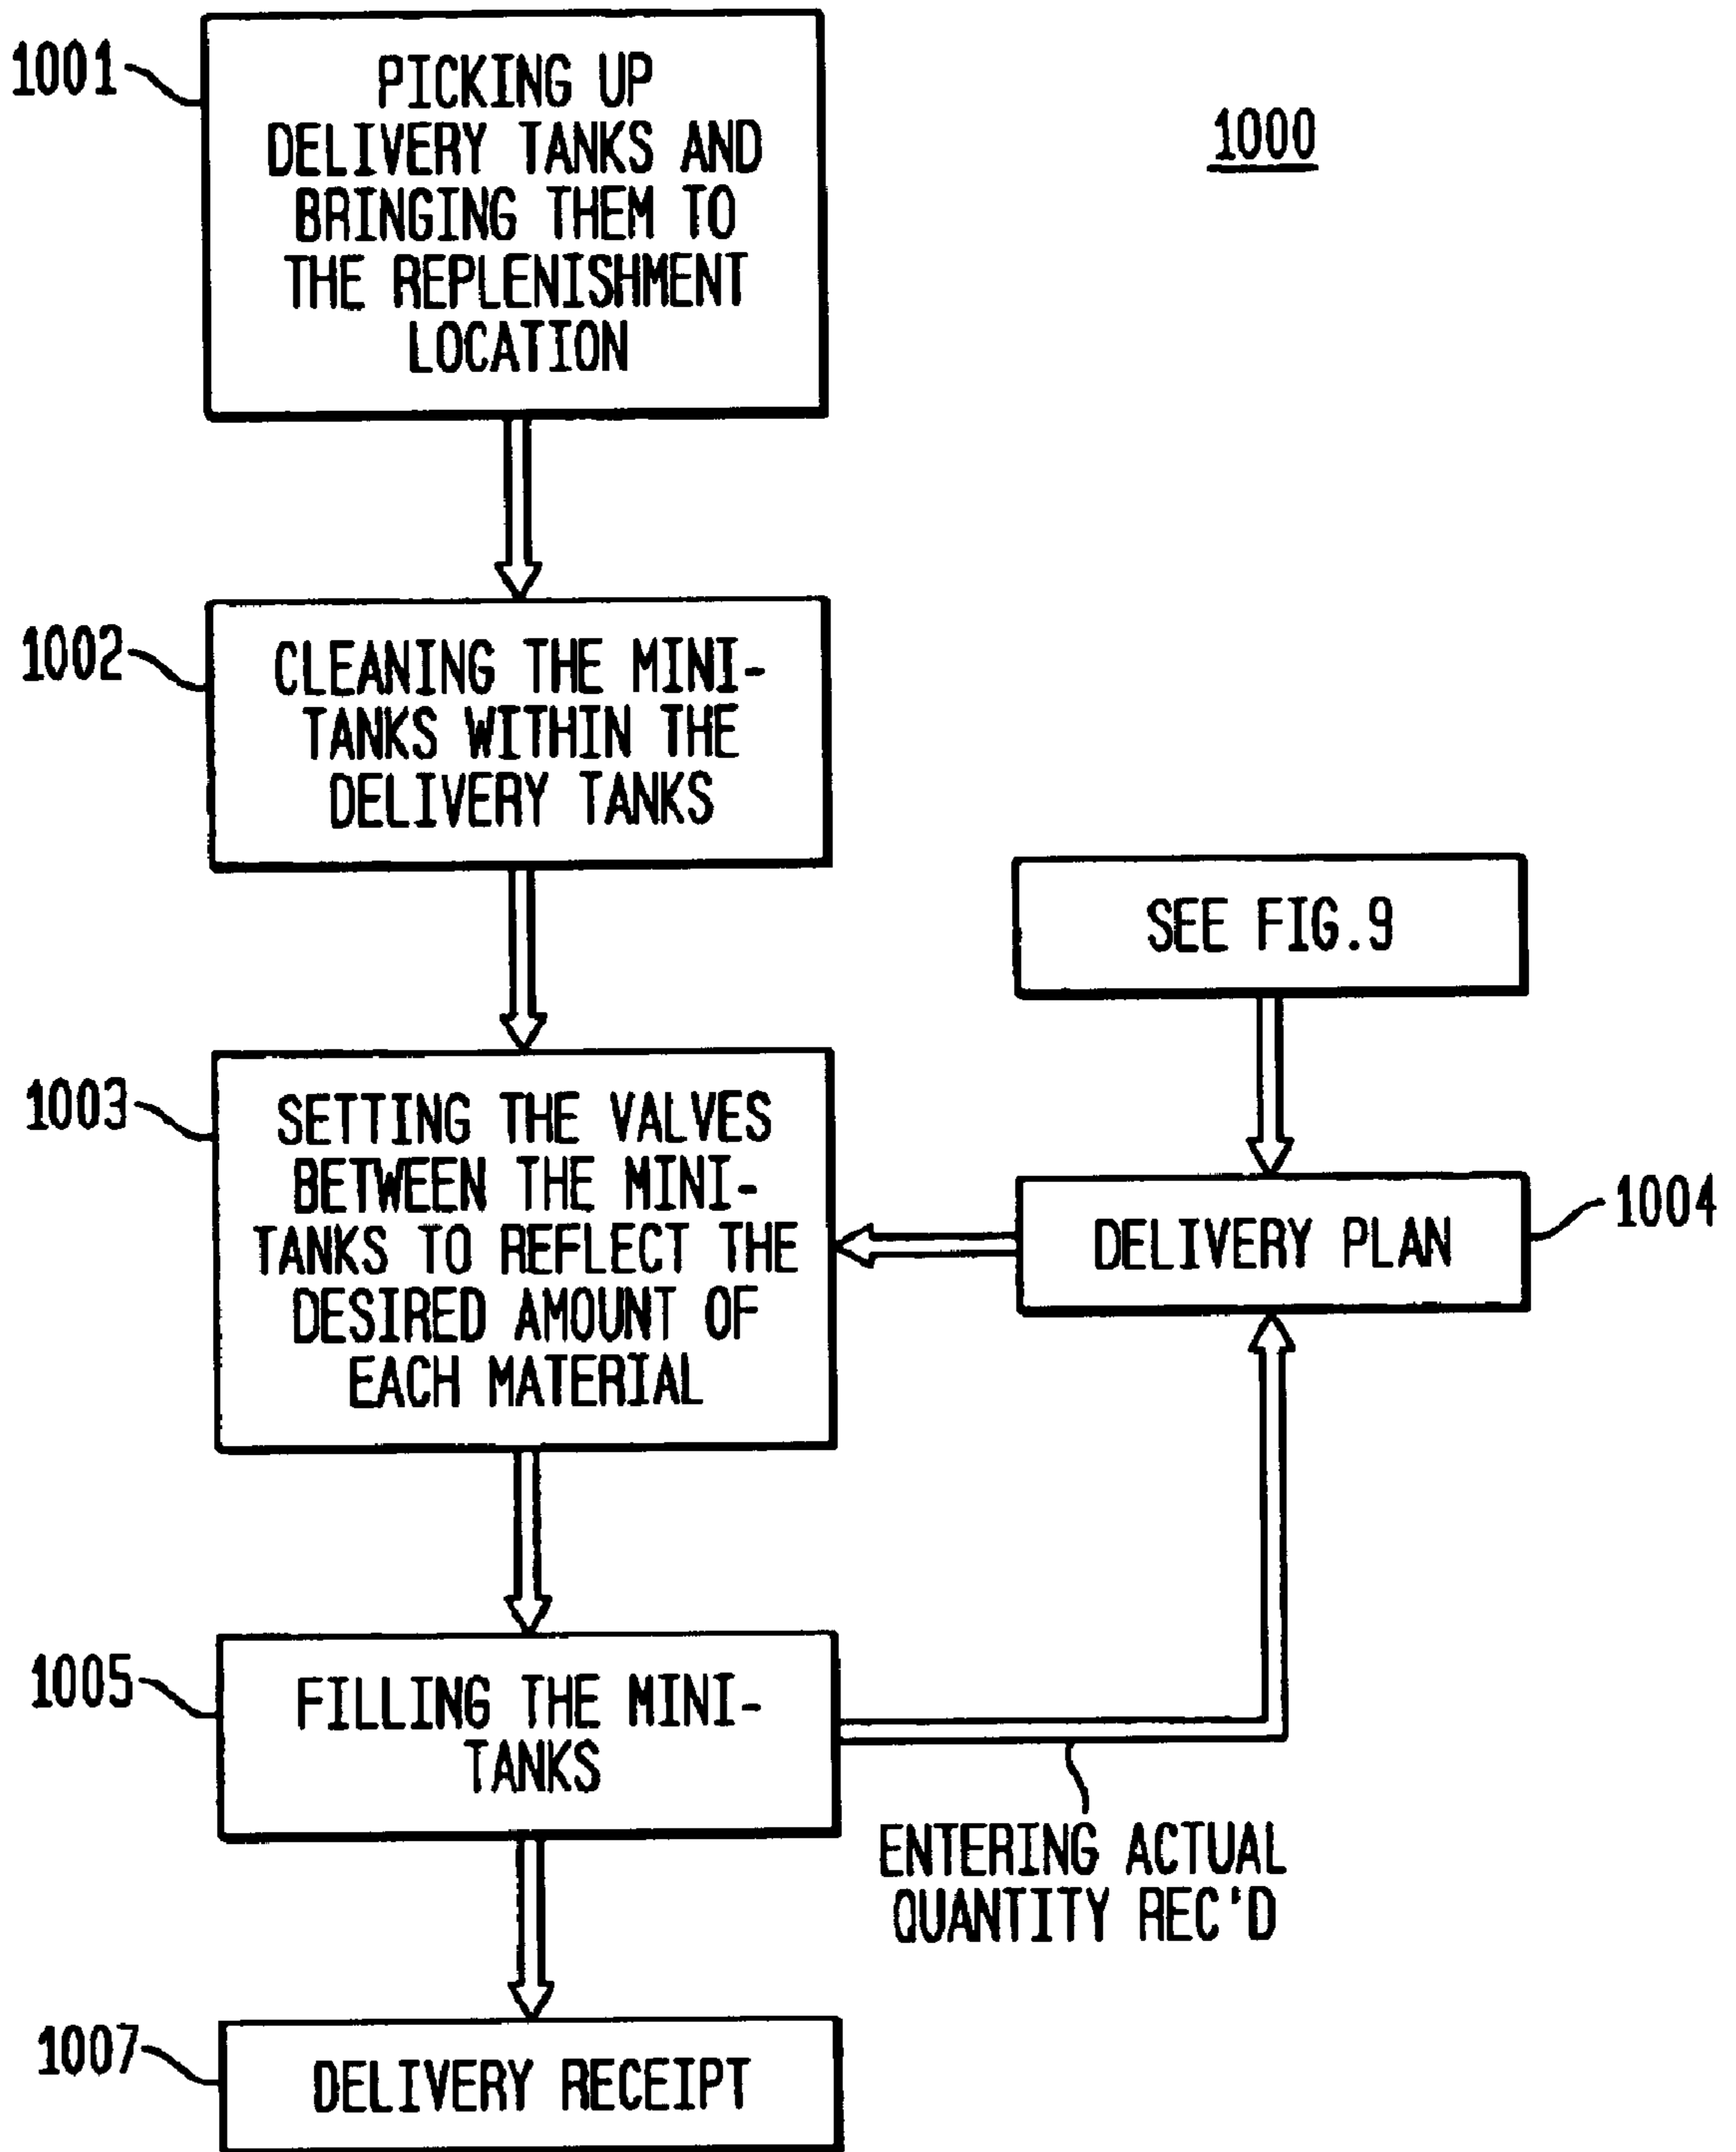 1000
1001
PICKING UP
DELIVERY TANKS AND
BRINGING THEM TO
THE REPLENISHMENT
LOCATION
1002
CLEANING THE MINI-
TANKS WITHIN THE
DELIVERY TANKS
SEE FIG.9
1003
SETTING THE VALVES
BETWEEN THE MINI-
TANKS TO REFLECT THE
DESIRED AMOUNT OF
EACH MATERIAL
DELIVERY PLAN
1004
1005
FILLING THE MINI-
TANKS
ENTERING ACTUAL
QUANTITY REC'D
1007
DELIVERY RECEIPT